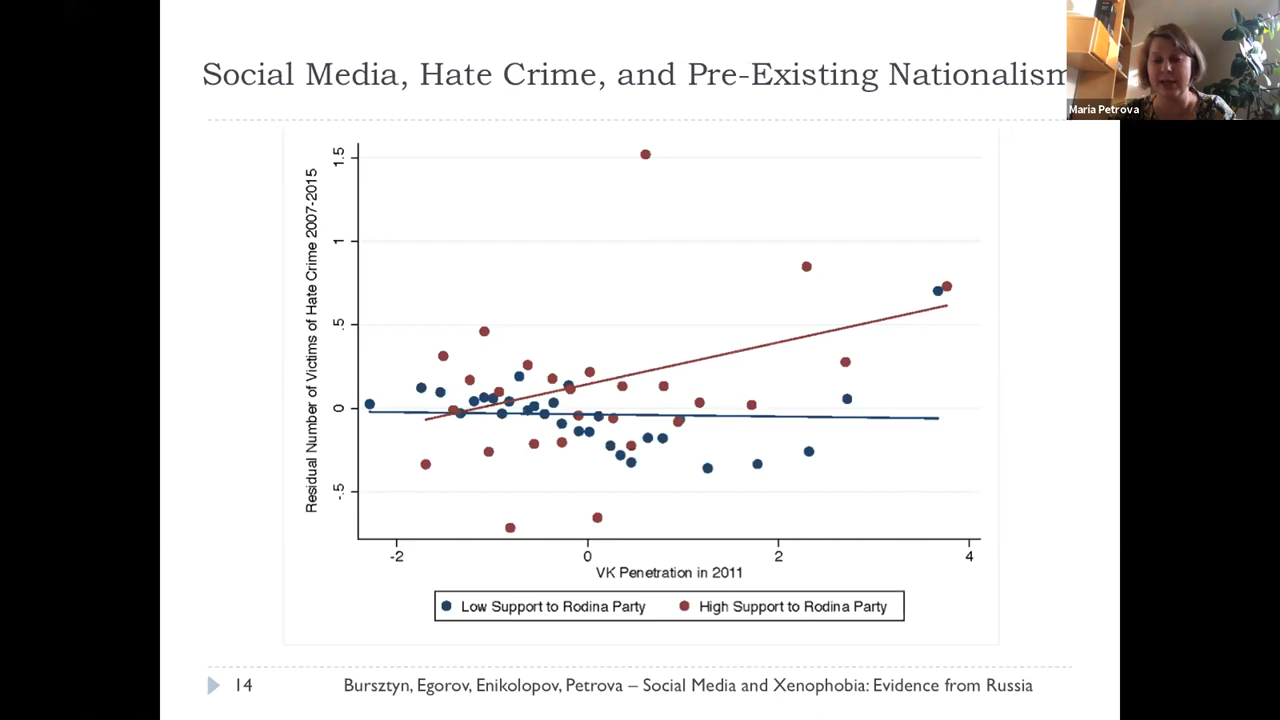 Social Media, Hate Crime, and Pre-Existing Nationalism
Maria Petrova
Residual Number of Victims of Hate Crime 2007-2015
1.5
1
.5
0
-.5
-2
0
2
4
VK Penetration in 2011
Low Support to Rodina Party
High Support to Rodina Party
14
Bursztyn, Egorov, Enikolopov, Petrova – Social Media and Xenophobia: Evidence from Russia